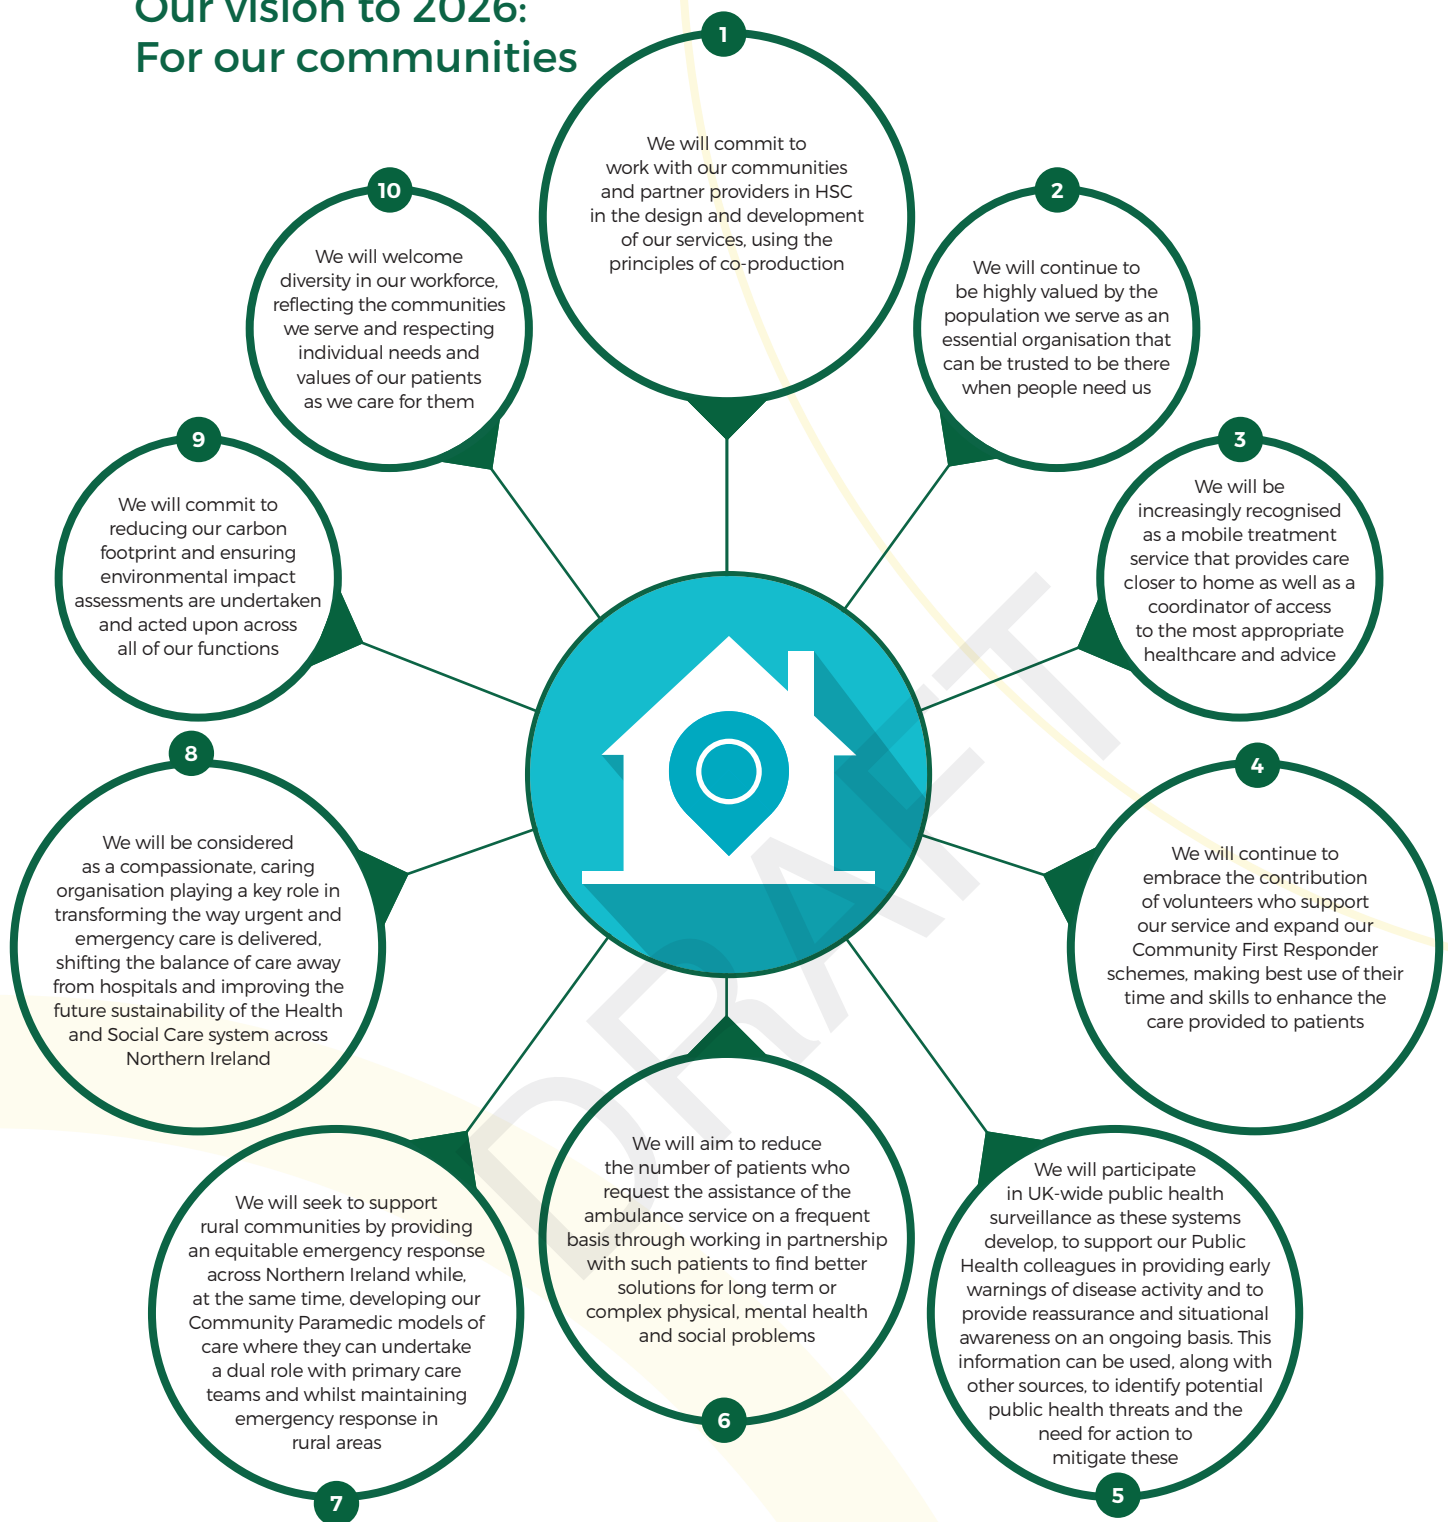 Our vision to 2026:
For our communities
1
We will commit to
work with our communities
and partner providers in HSC
in the design and development
of our services, using the
principles of co-production
2
We will continue to
be highly valued by the
population we serve as an
essential organisation that
can be trusted to be there
when people need us
3
We will be
increasingly recognised
as a mobile treatment
service that provides care
closer to home as well as a
coordinator of access
to the most appropriate
healthcare and advice
4
We will continue to
embrace the contribution
of volunteers who support
our service and expand our
Community First Responder
schemes, making best use of their
time and skills to enhance the
care provided to patients
We will participate
in UK-wide public health
surveillance as these systems
develop, to support our Public
Health colleagues in providing early
warnings of disease activity and to
provide reassurance and situational
awareness on an ongoing basis. This
information can be used, along with
other sources, to identify potential
public health threats and the
need for action to
mitigate these
5
We will aim to reduce
the number of patients who
request the assistance of the
ambulance service on a frequent
basis through working in partnership
with such patients to find better
solutions for long term or
complex physical, mental health
and social problems
6
We will seek to support
rural communities by providing
an equitable emergency response
across Northern Ireland while,
at the same time, developing our
Community Paramedic models of
care where they can undertake
a dual role with primary care
teams and whilst maintaining
emergency response in
rural areas
7
8
We will be considered
as a compassionate, caring
organisation playing a key role in
transforming the way urgent and
emergency care is delivered,
shifting the balance of care away
from hospitals and improving the
future sustainability of the Health
and Social Care system across
Northern Ireland
9
We will commit to
reducing our carbon
footprint and ensuring
environmental impact
assessments are undertaken
and acted upon across
all of our functions
10
We will welcome
diversity in our workforce,
reflecting the communities
we serve and respecting
individual needs and
values of our patients
as we care for them
DRAFT